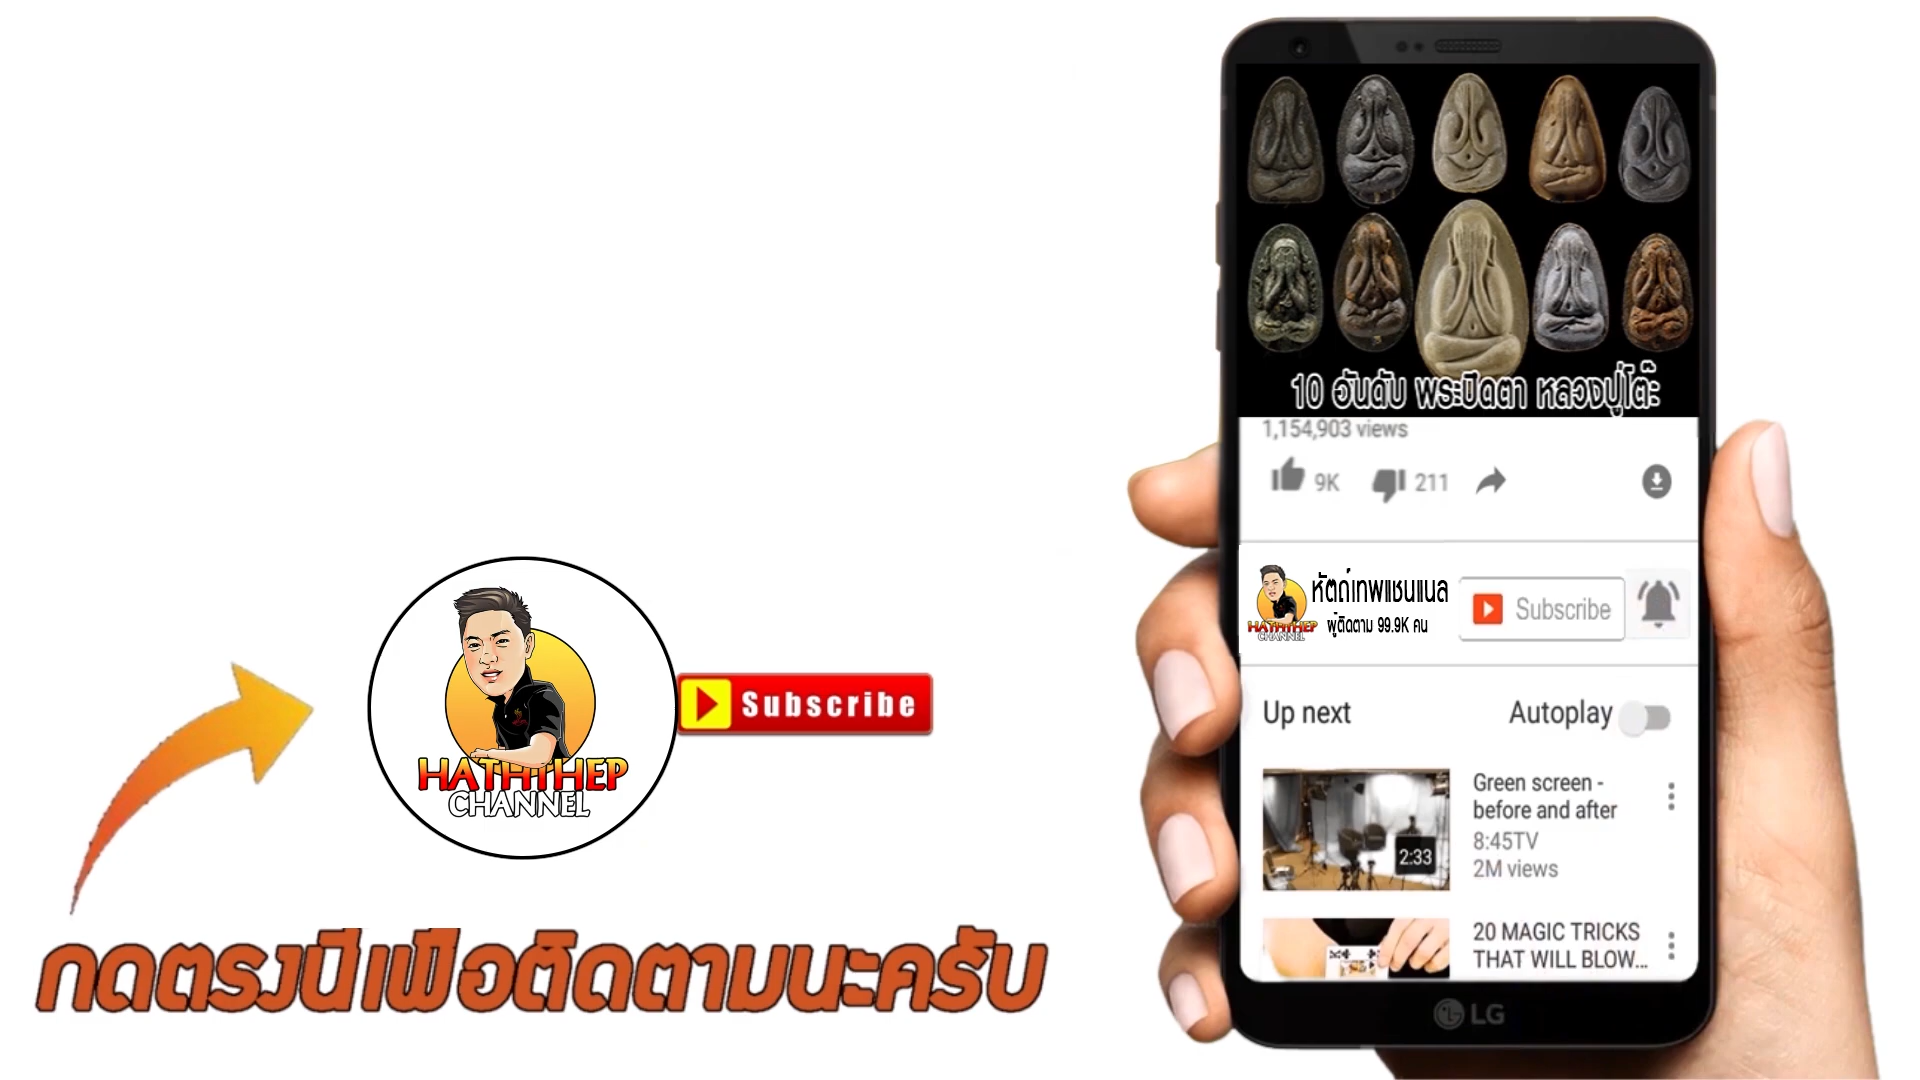 10 อันดับ พระปิดตา หลวงปู่โต๊ะ
1,154,903 views
9K
211
หัตถ์เทพแชนแนล
ผู้ติดตาม 99.9K คน
HATHTHEP
CHANNEL
Subscribe
Up next
Autoplay
Green screen -
before and after
8:45TV
2M views
2:33
20 MAGIC TRICKS
THAT WILL BLOW...
LG
HATHTHEP
CHANNEL
Subscribe
กดตรงนี้เพื่อติดตามนะครับ